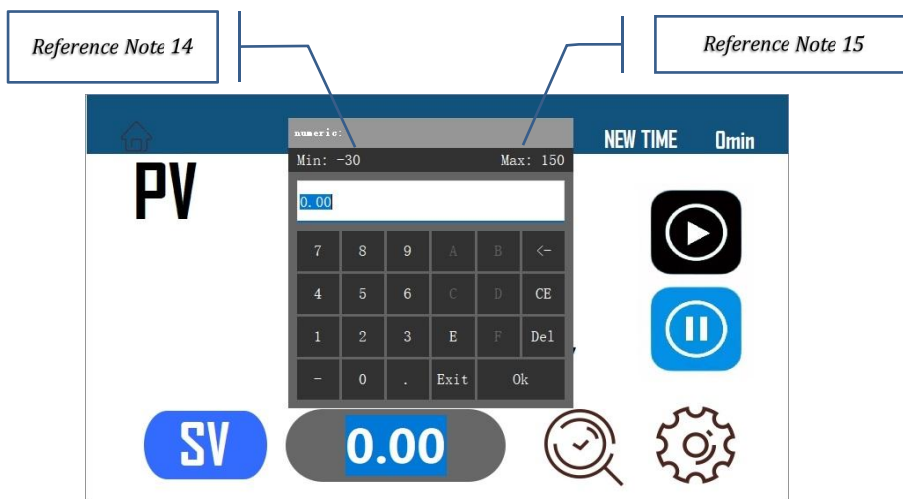 Reference Note 14
Reference Note 15
numeric:
NEW TIME 0min
Min: -30 Max: 150
PV
0.00
7 8 9 A B <-
4 5 6 C D CE
1 2 3 E F Del
- 0 . Exit Ok
SV 0.00